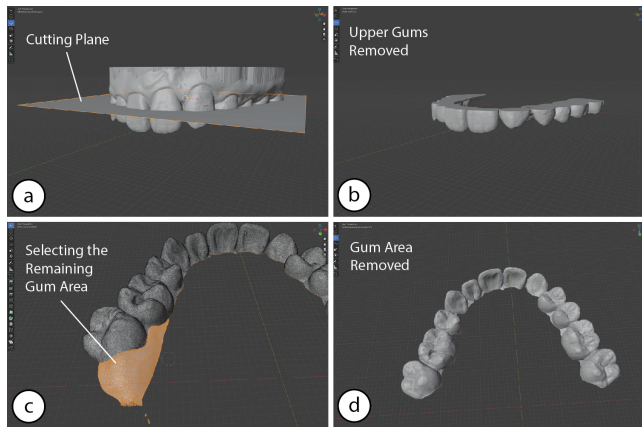 Cutting Plane
a
Upper Gums
Removed
b
Selecting the
Remaining
Gum Area
c
Gum Area
Removed
d